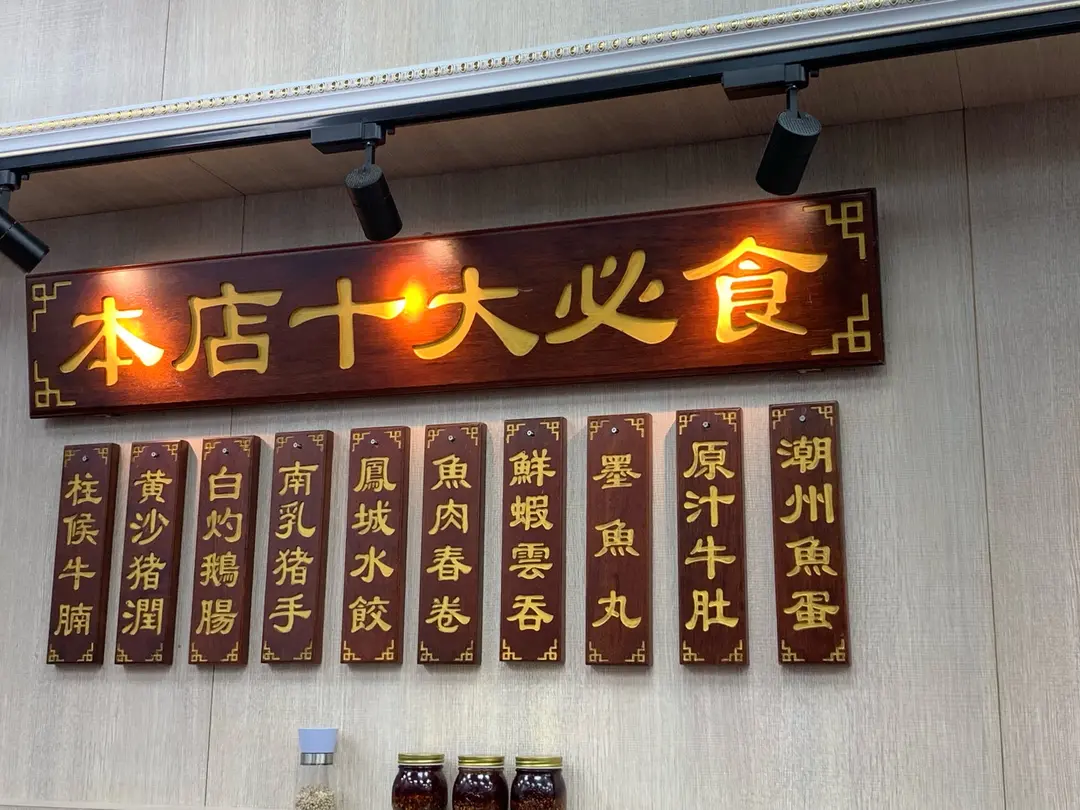 本店十大必食
潮州魚蛋
原汁牛肚
墨魚丸
鮮蝦雲吞
魚肉春卷
鳳城水餃
南乳猪手
白灼鵝腸
黃沙猪潤
柱侯牛腩